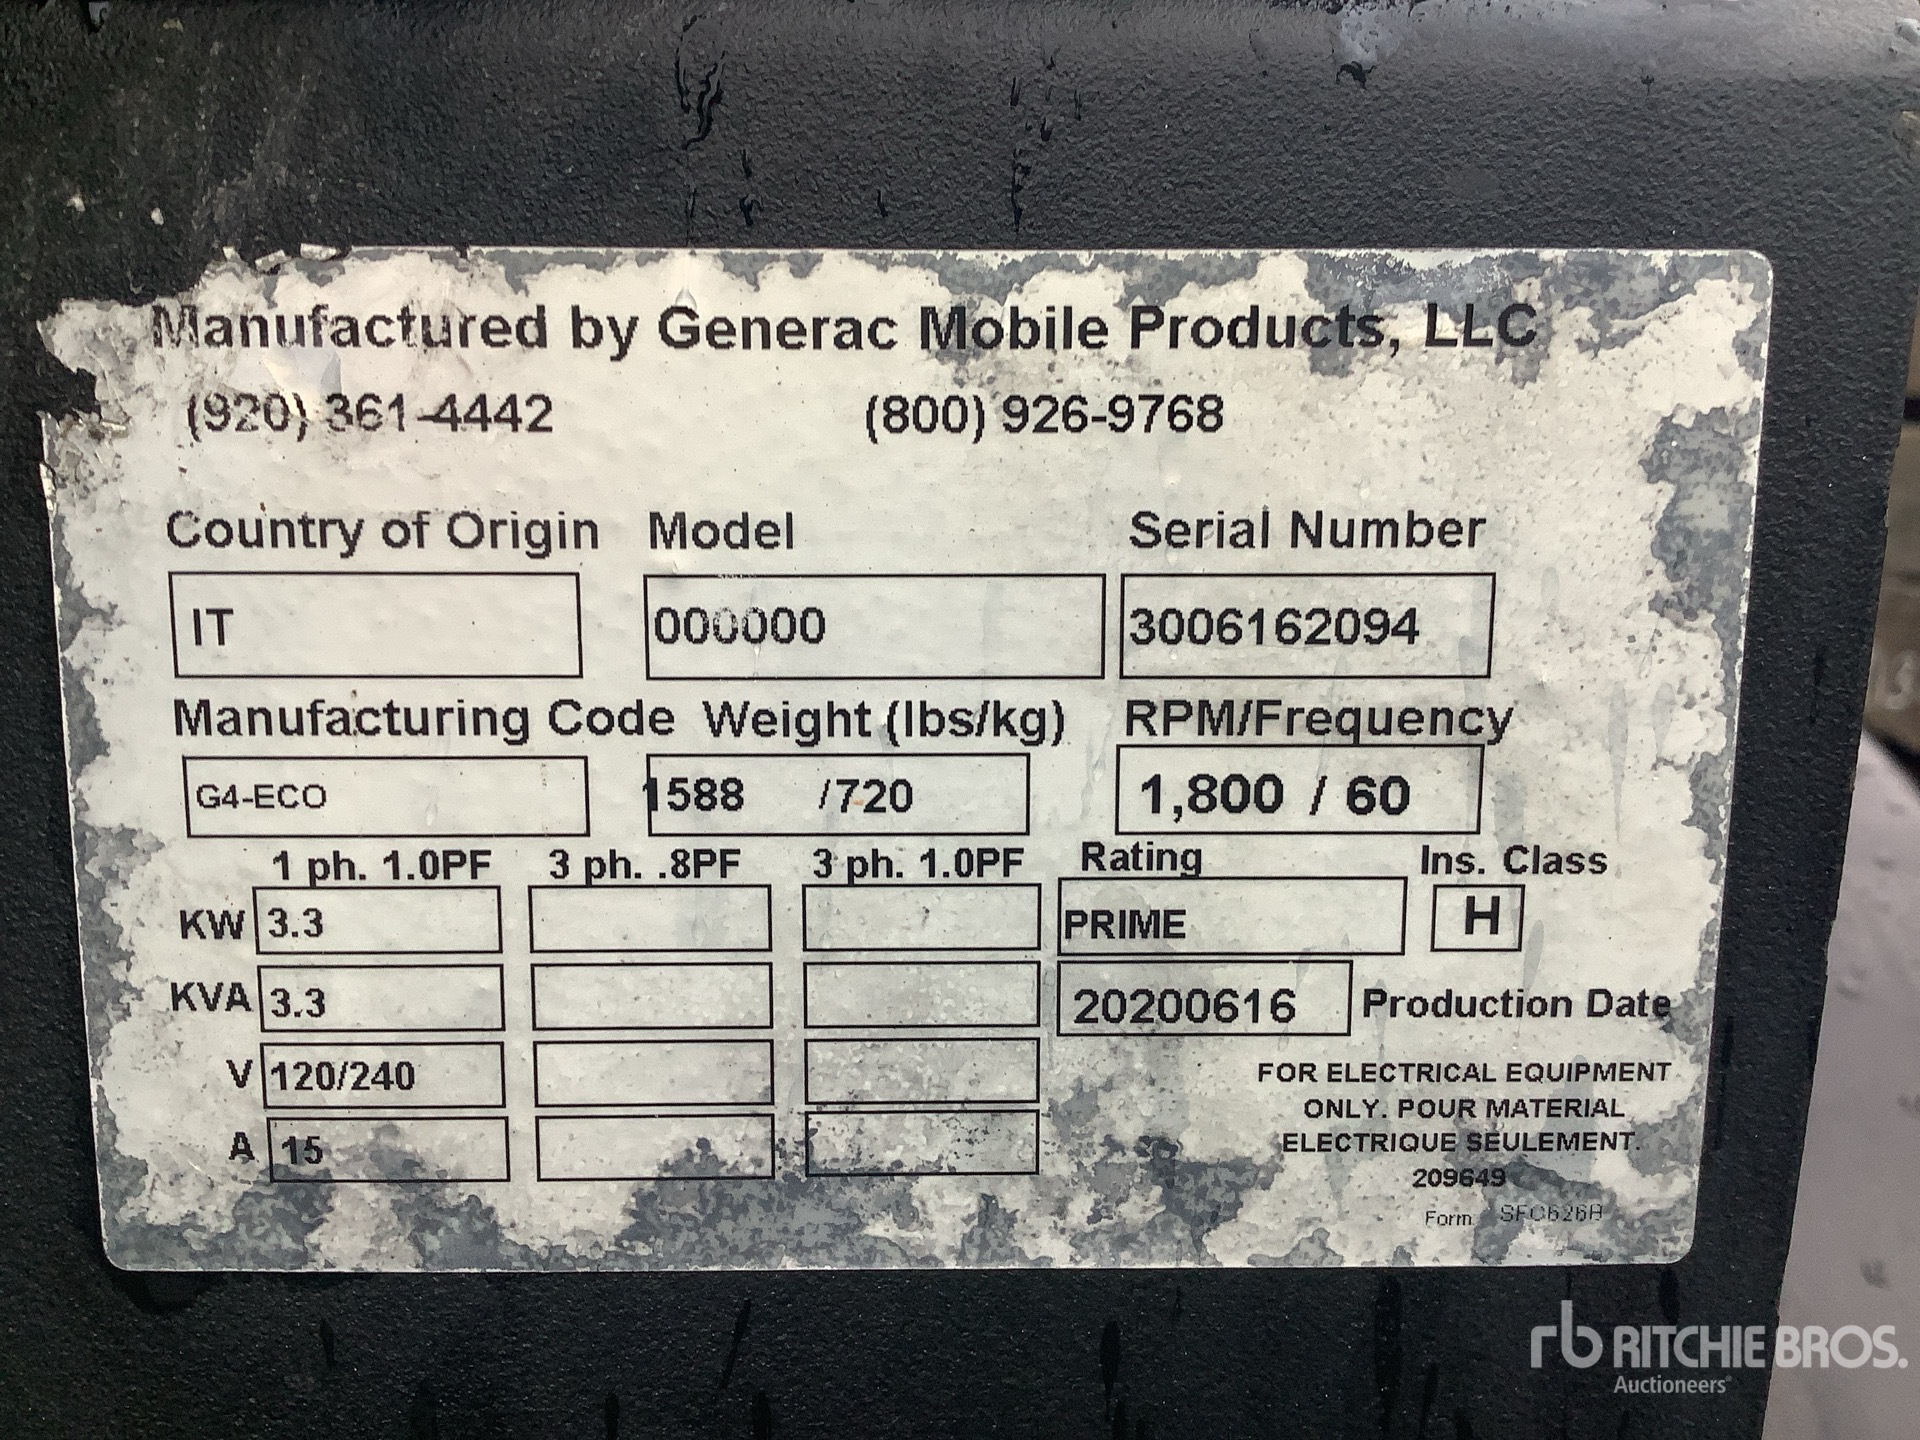 Manufactured by Generac Mobile Products, LLC
(920) 361-4442 (800) 926-9768
Country of Origin Model Serial Number
IT 000000 3006162094
Manufacturing Code Weight (lbs/kg) RPM/Frequency
G4-ECO 1588 /720 1,800 / 60
1 ph. 1.0PF 3 ph. .8PF 3 ph. 1.0PF Rating Ins. Class
KW 3.3 PRIME H
KVA 3.3 20200616 Production Date
V 120/240
A 15
FOR ELECTRICAL EQUIPMENT
ONLY. POUR MATERIAL
ELECTRIQUE SEULEMENT.
209649
Form
rb RITCHIE BROS.
Auctioneers